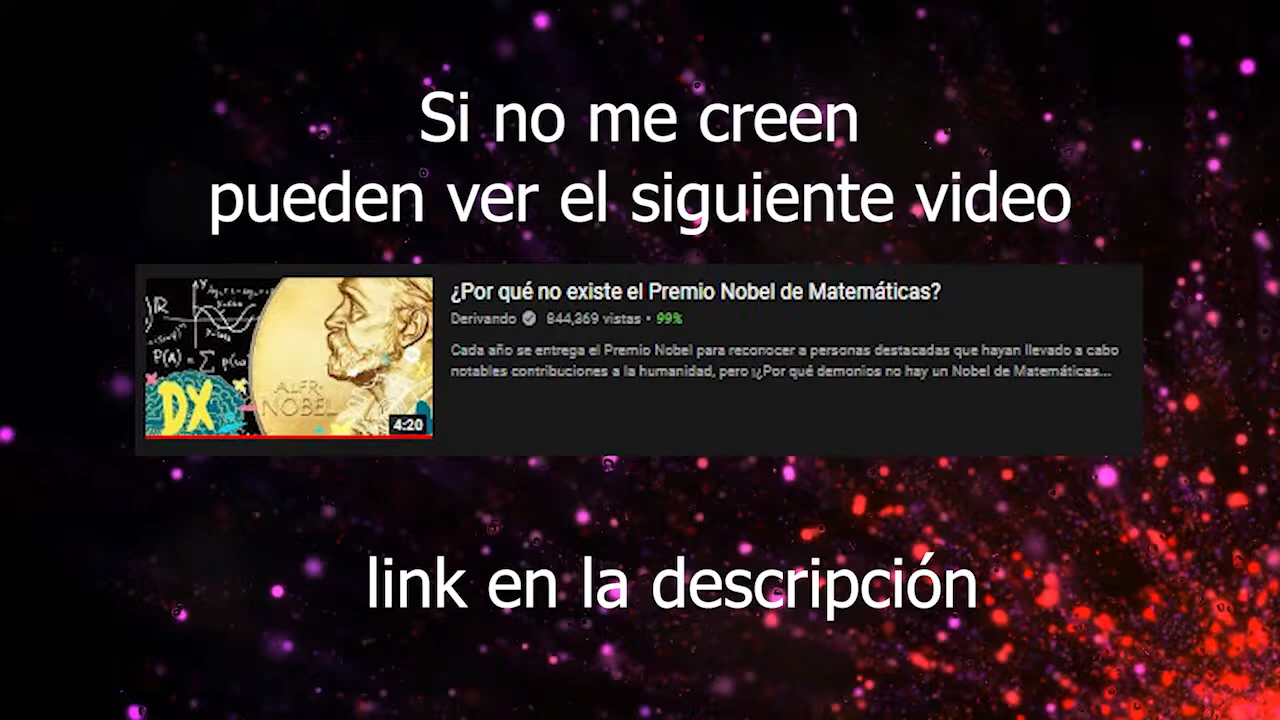 Si no me creen
pueden ver el siguiente video
¿Por qué no existe el Premio Nobel de Matemáticas?
Derivando 844,369 vistas • 99%
Cada año se entrega el Premio Nobel para reconocer a personas destacadas que hayan llevado a cabo
notables contribuciones a la humanidad, pero ¡¿Por qué demonios no hay un Nobel de Matemáticas...
DX
ALFR.
NOBEL
4:20
link en la descripción